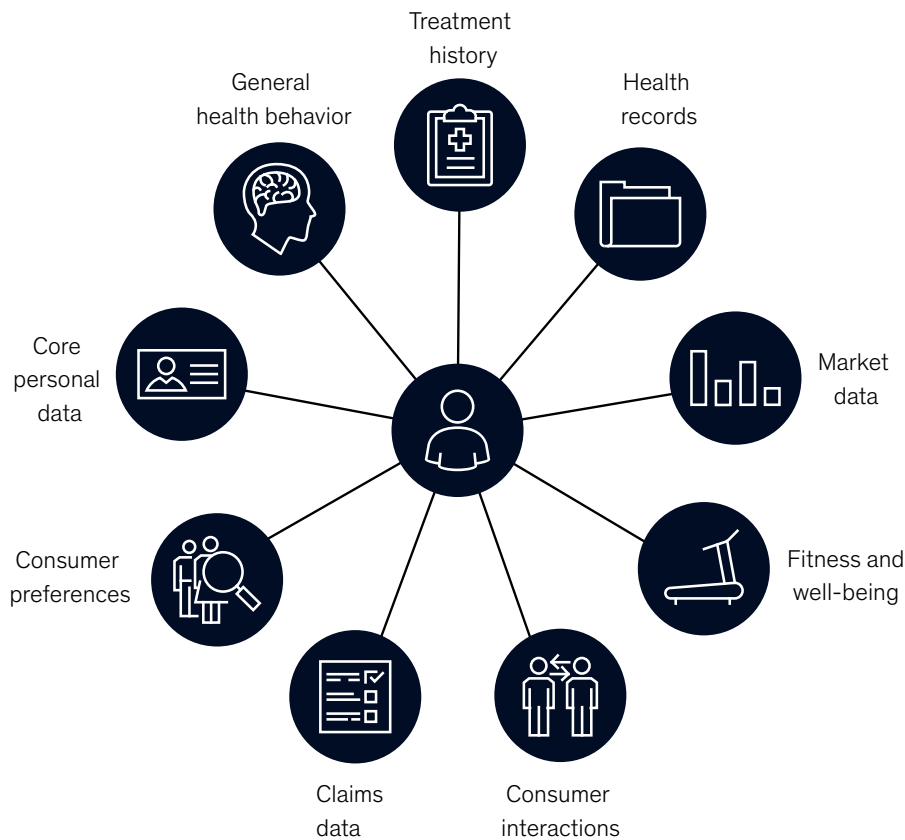 Treatment
history
General
health behavior
Health
records
Core
personal
data
Market
data
Consumer
preferences
Fitness and
well-being
Claims
data
Consumer
interactions